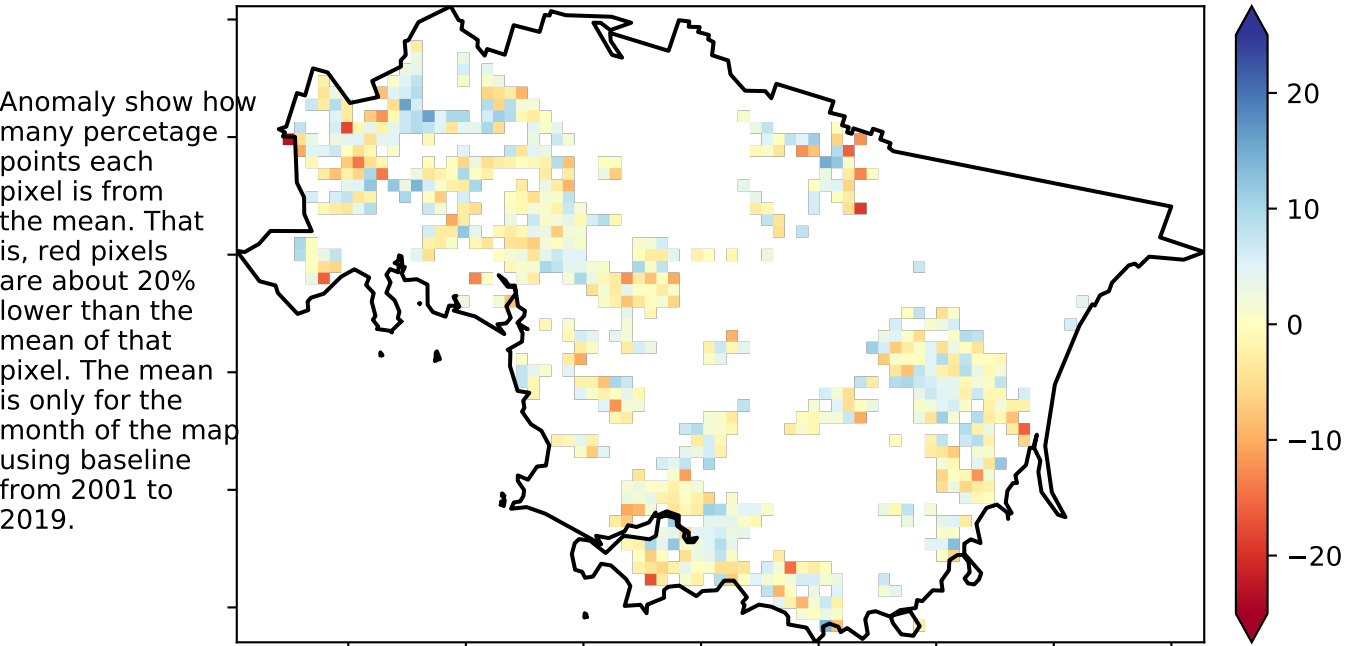 Anomaly show how
many percetage
points each
pixel is from
the mean. That
is, red pixels
are about 20%
lower than the
mean of that
pixel. The mean
is only for the
month of the map
using baseline
from 2001 to
2019.
20
10
0
−10
−20